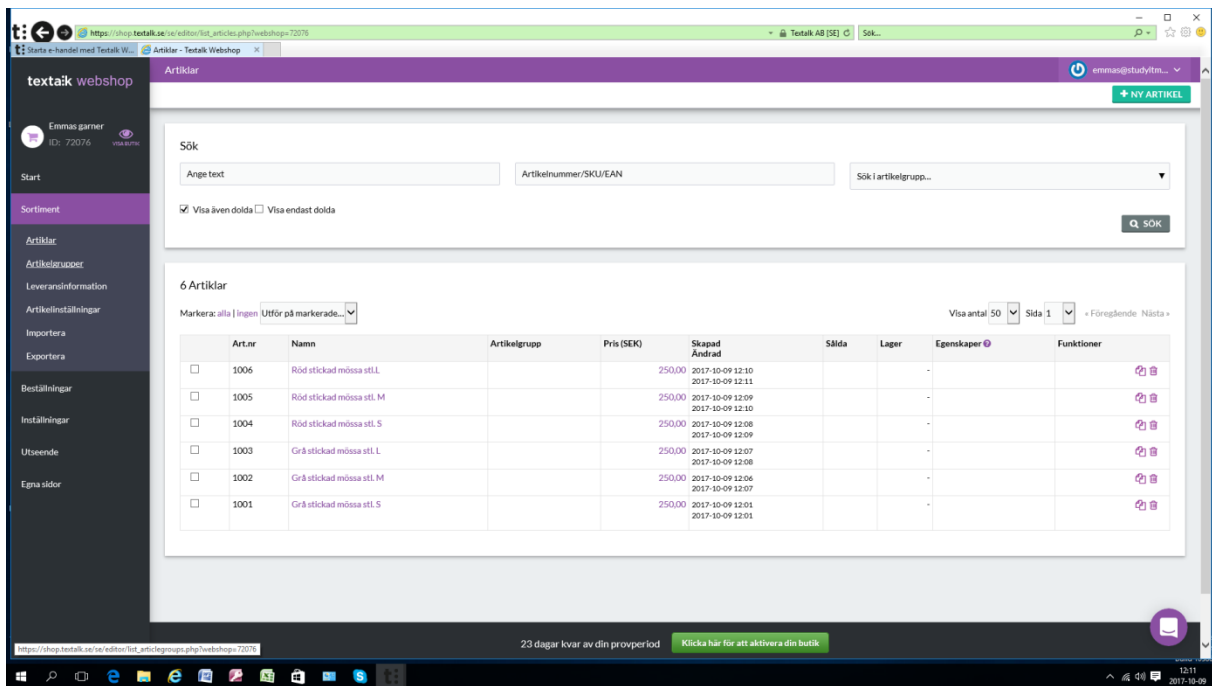 https://shop.textalk.se/se/editor/list_articles.php?webshop=72076
Textalk AB [SE]
Sök...
Starta e-handel med Textalk W...
Artiklar - Textalk Webshop
textalk webshop
Artiklar
emmas@studyltm...
+ NY ARTIKEL
Emmas garner
ID: 72076
VISA BUTIK
Start
Sortiment
Artiklar
Artikelgrupper
Leveransinformation
Artikelinställningar
Importera
Exportera
Beställningar
Inställningar
Utseende
Egna sidor
Sök
Ange text
Artikelnummer/SKU/EAN
Sök i artikelgrupp...
Visa även dolda Visa endast dolda
SÖK
6 Artiklar
Markera: alla | ingen Utför på markerade...
Visa antal 50 Sida 1 « Föregående Nästa »
Art.nr Namn Artikelgrupp Pris (SEK) Skapad Ändrad Sålda Lager Egenskaper Funktioner
1006 Röd stickad mössa stl.L 250,00 2017-10-09 12:10
2017-10-09 12:11
1005 Röd stickad mössa stl. M 250,00 2017-10-09 12:09
2017-10-09 12:10
1004 Röd stickad mössa stl. S 250,00 2017-10-09 12:08
2017-10-09 12:09
1003 Grå stickad mössa stl. L 250,00 2017-10-09 12:07
2017-10-09 12:08
1002 Grå stickad mössa stl. M 250,00 2017-10-09 12:06
2017-10-09 12:07
1001 Grå stickad mössa stl. S 250,00 2017-10-09 12:01
2017-10-09 12:01
23 dagar kvar av din provperiod
Klicka här för att aktivera din butik
https://shop.textalk.se/se/editor/list_articlegroups.php?webshop=72076
12:11
2017-10-09